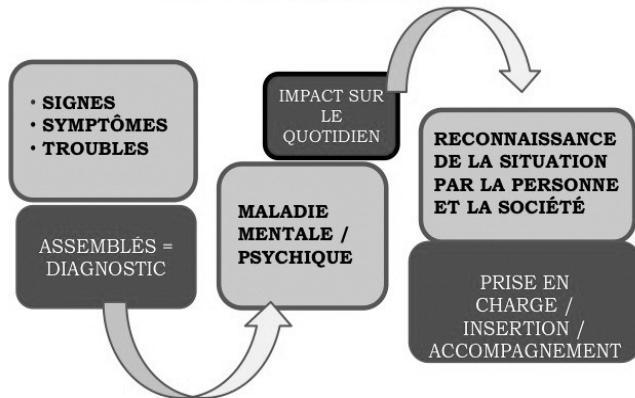 • SIGNES
• SYMPTÔMES
• TROUBLES
ASSEMBLÉS =
DIAGNOSTIC
MALADIE
MENTALE /
PSYCHIQUE
IMPACT SUR
LE
QUOTIDIEN
RECONNAISSANCE
DE LA SITUATION
PAR LA PERSONNE
ET LA SOCIÉTÉ
PRISE EN
CHARGE /
INSERTION /
ACCOMPAGNEMENT